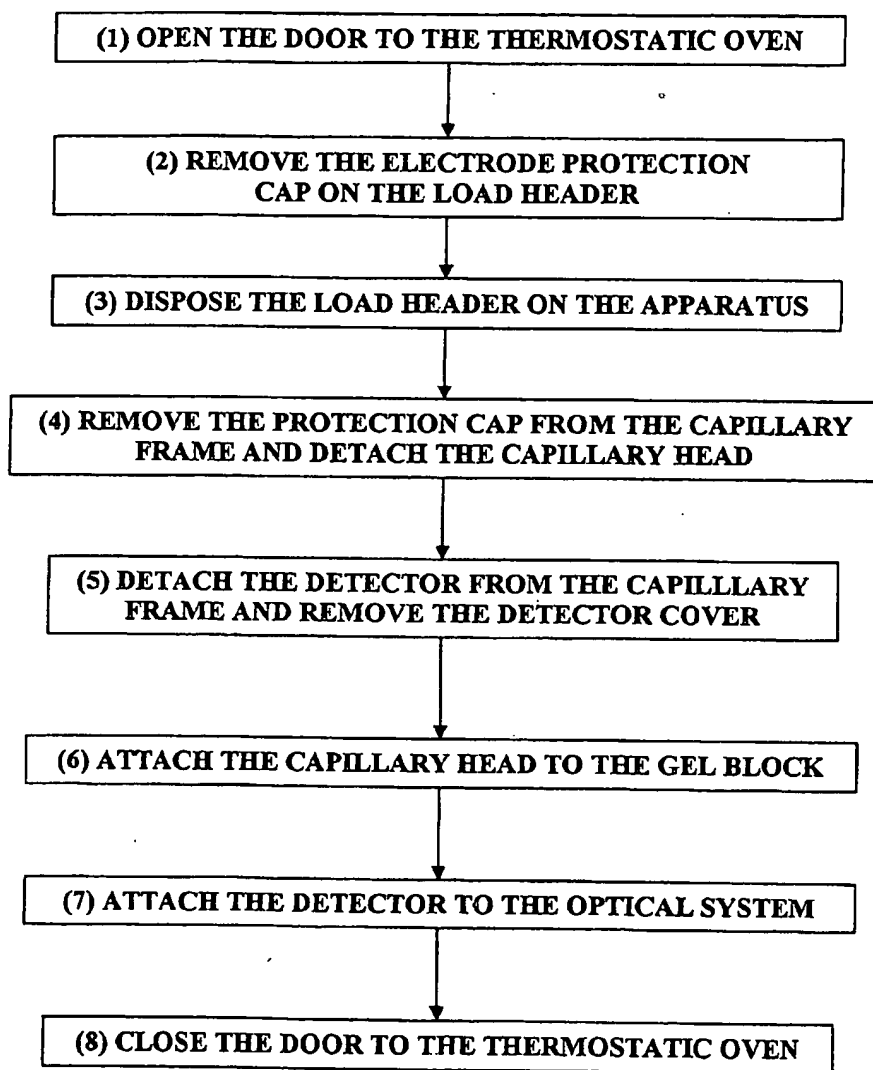 (1) OPEN THE DOOR TO THE THERMOSTATIC OVEN
(2) REMOVE THE ELECTRODE PROTECTION
CAP ON THE LOAD HEADER
(3) DISPOSE THE LOAD HEADER ON THE APPARATUS
(4) REMOVE THE PROTECTION CAP FROM THE CAPILLARY
FRAME AND DETACH THE CAPILLARY HEAD
(5) DETACH THE DETECTOR FROM THE CAPILLLARY
FRAME AND REMOVE THE DETECTOR COVER
(6) ATTACH THE CAPILLARY HEAD TO THE GEL BLOCK
(7) ATTACH THE DETECTOR TO THE OPTICAL SYSTEM
(8) CLOSE THE DOOR TO THE THERMOSTATIC OVEN